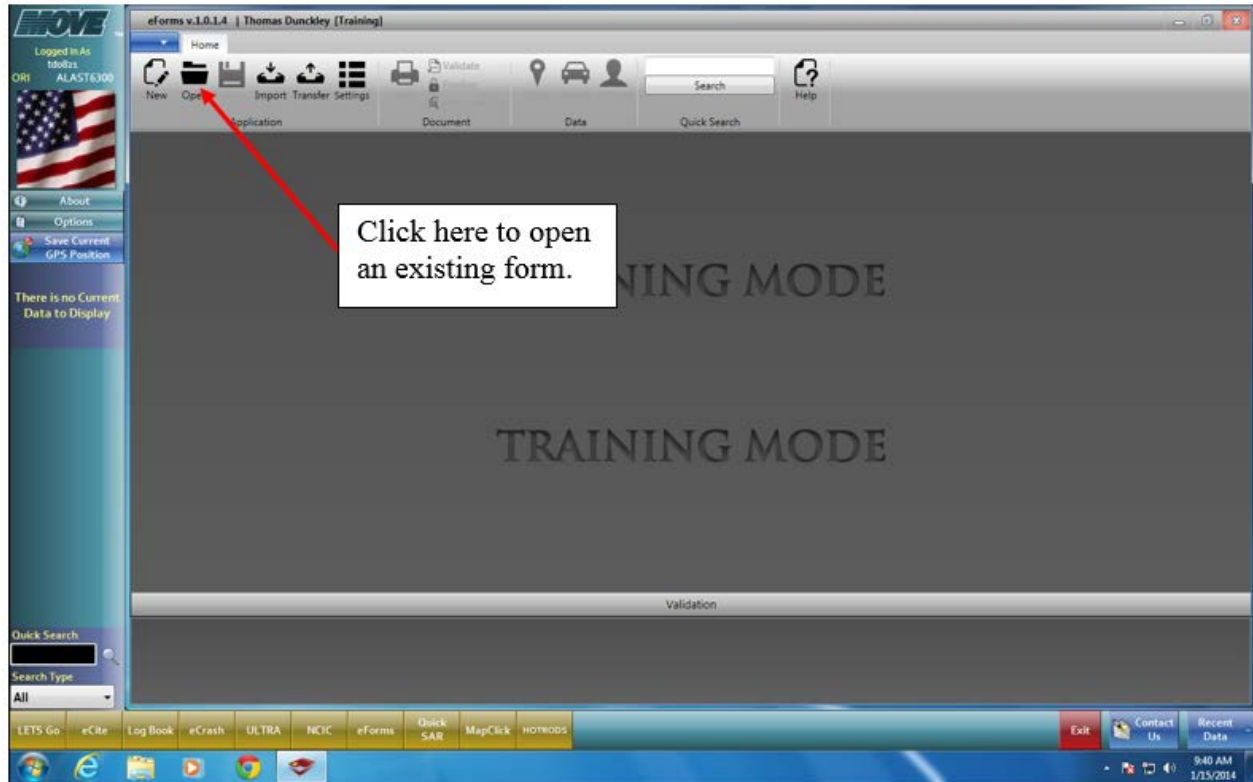 MOVE
Logged In As
ORI ALAST6300
About
Options
Save Current
GPS Position
There is no Current
Data to Display
Quick Search
Search Type
All
eForms v.1.0.1.4 | Thomas Dunckley [Training]
Home
New Open Import Transfer Settings
Validate
Search
Help
Application Document Data Quick Search
Click here to open
an existing form.
TRAINING MODE
Validation
LETS Go eCite Log Book eCrash ULTRA NCIC eForms Quick SAR MapClick HOTRODS
Exit Contact Us Recent Data
9:40 AM
1/15/2014